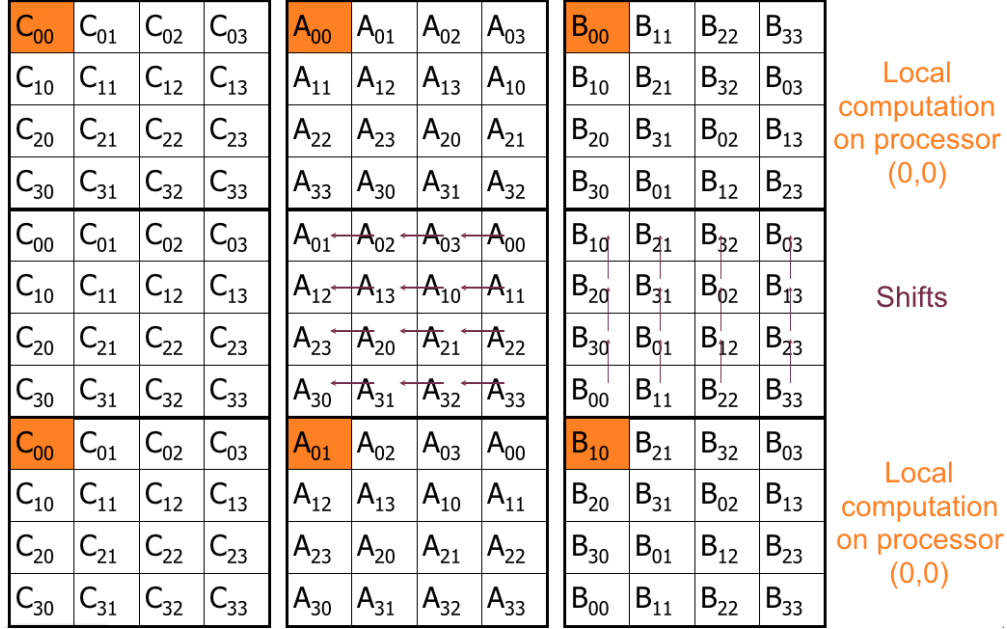 C00 C01 C02 C03 A00 A01 A02 A03 B00 B11 B22 B33
C10 C11 C12 C13 A11 A12 A13 A10 B10 B21 B32 B03
C20 C21 C22 C23 A22 A23 A20 A21 B20 B31 B02 B13
C30 C31 C32 C33 A33 A30 A31 A32 B30 B01 B12 B23
Local
computation
on processor
(0,0)
C00 C01 C02 C03 A01 A02 A03 A00 B10 B21 B32 B03
C10 C11 C12 C13 A12 A13 A10 A11 B20 B31 B02 B13
C20 C21 C22 C23 A23 A20 A21 A22 B30 B01 B12 B23
C30 C31 C32 C33 A30 A31 A32 A33 B00 B11 B22 B33
Shifts
C00 C01 C02 C03 A01 A02 A03 A00 B10 B21 B32 B03
C10 C11 C12 C13 A12 A13 A10 A11 B20 B31 B02 B13
C20 C21 C22 C23 A23 A20 A21 A22 B30 B01 B12 B23
C30 C31 C32 C33 A30 A31 A32 A33 B00 B11 B22 B33
Local
computation
on processor
(0,0)